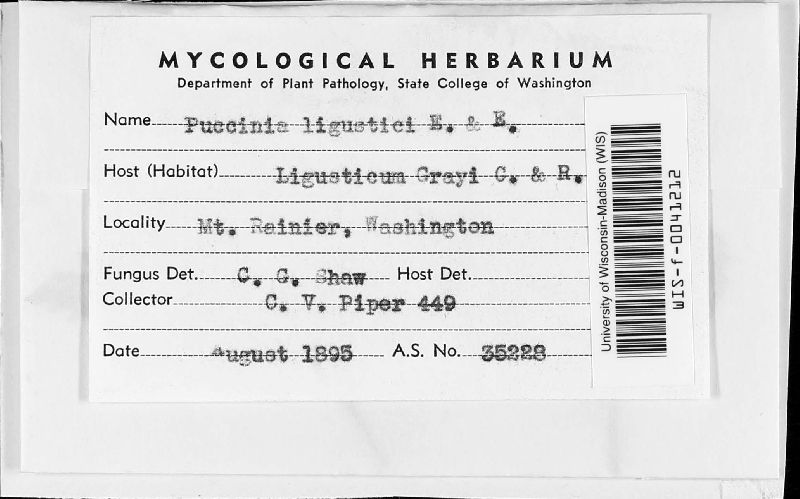 MYCOLOGICAL HERBARIUM
Department of Plant Pathology, State College of Washington
Name Puccinia ligustici E. & E.
Host (Habitat) Ligusticum Grayi C. & R.
Locality Mt. Rainier, Washington
Fungus Det. C. G. Shaw Host Det.
Collector C. V. Piper 449
Date August 1895 A.S. No. 35228
University of Wisconsin-Madison (WIS)
WIS-f-0041212